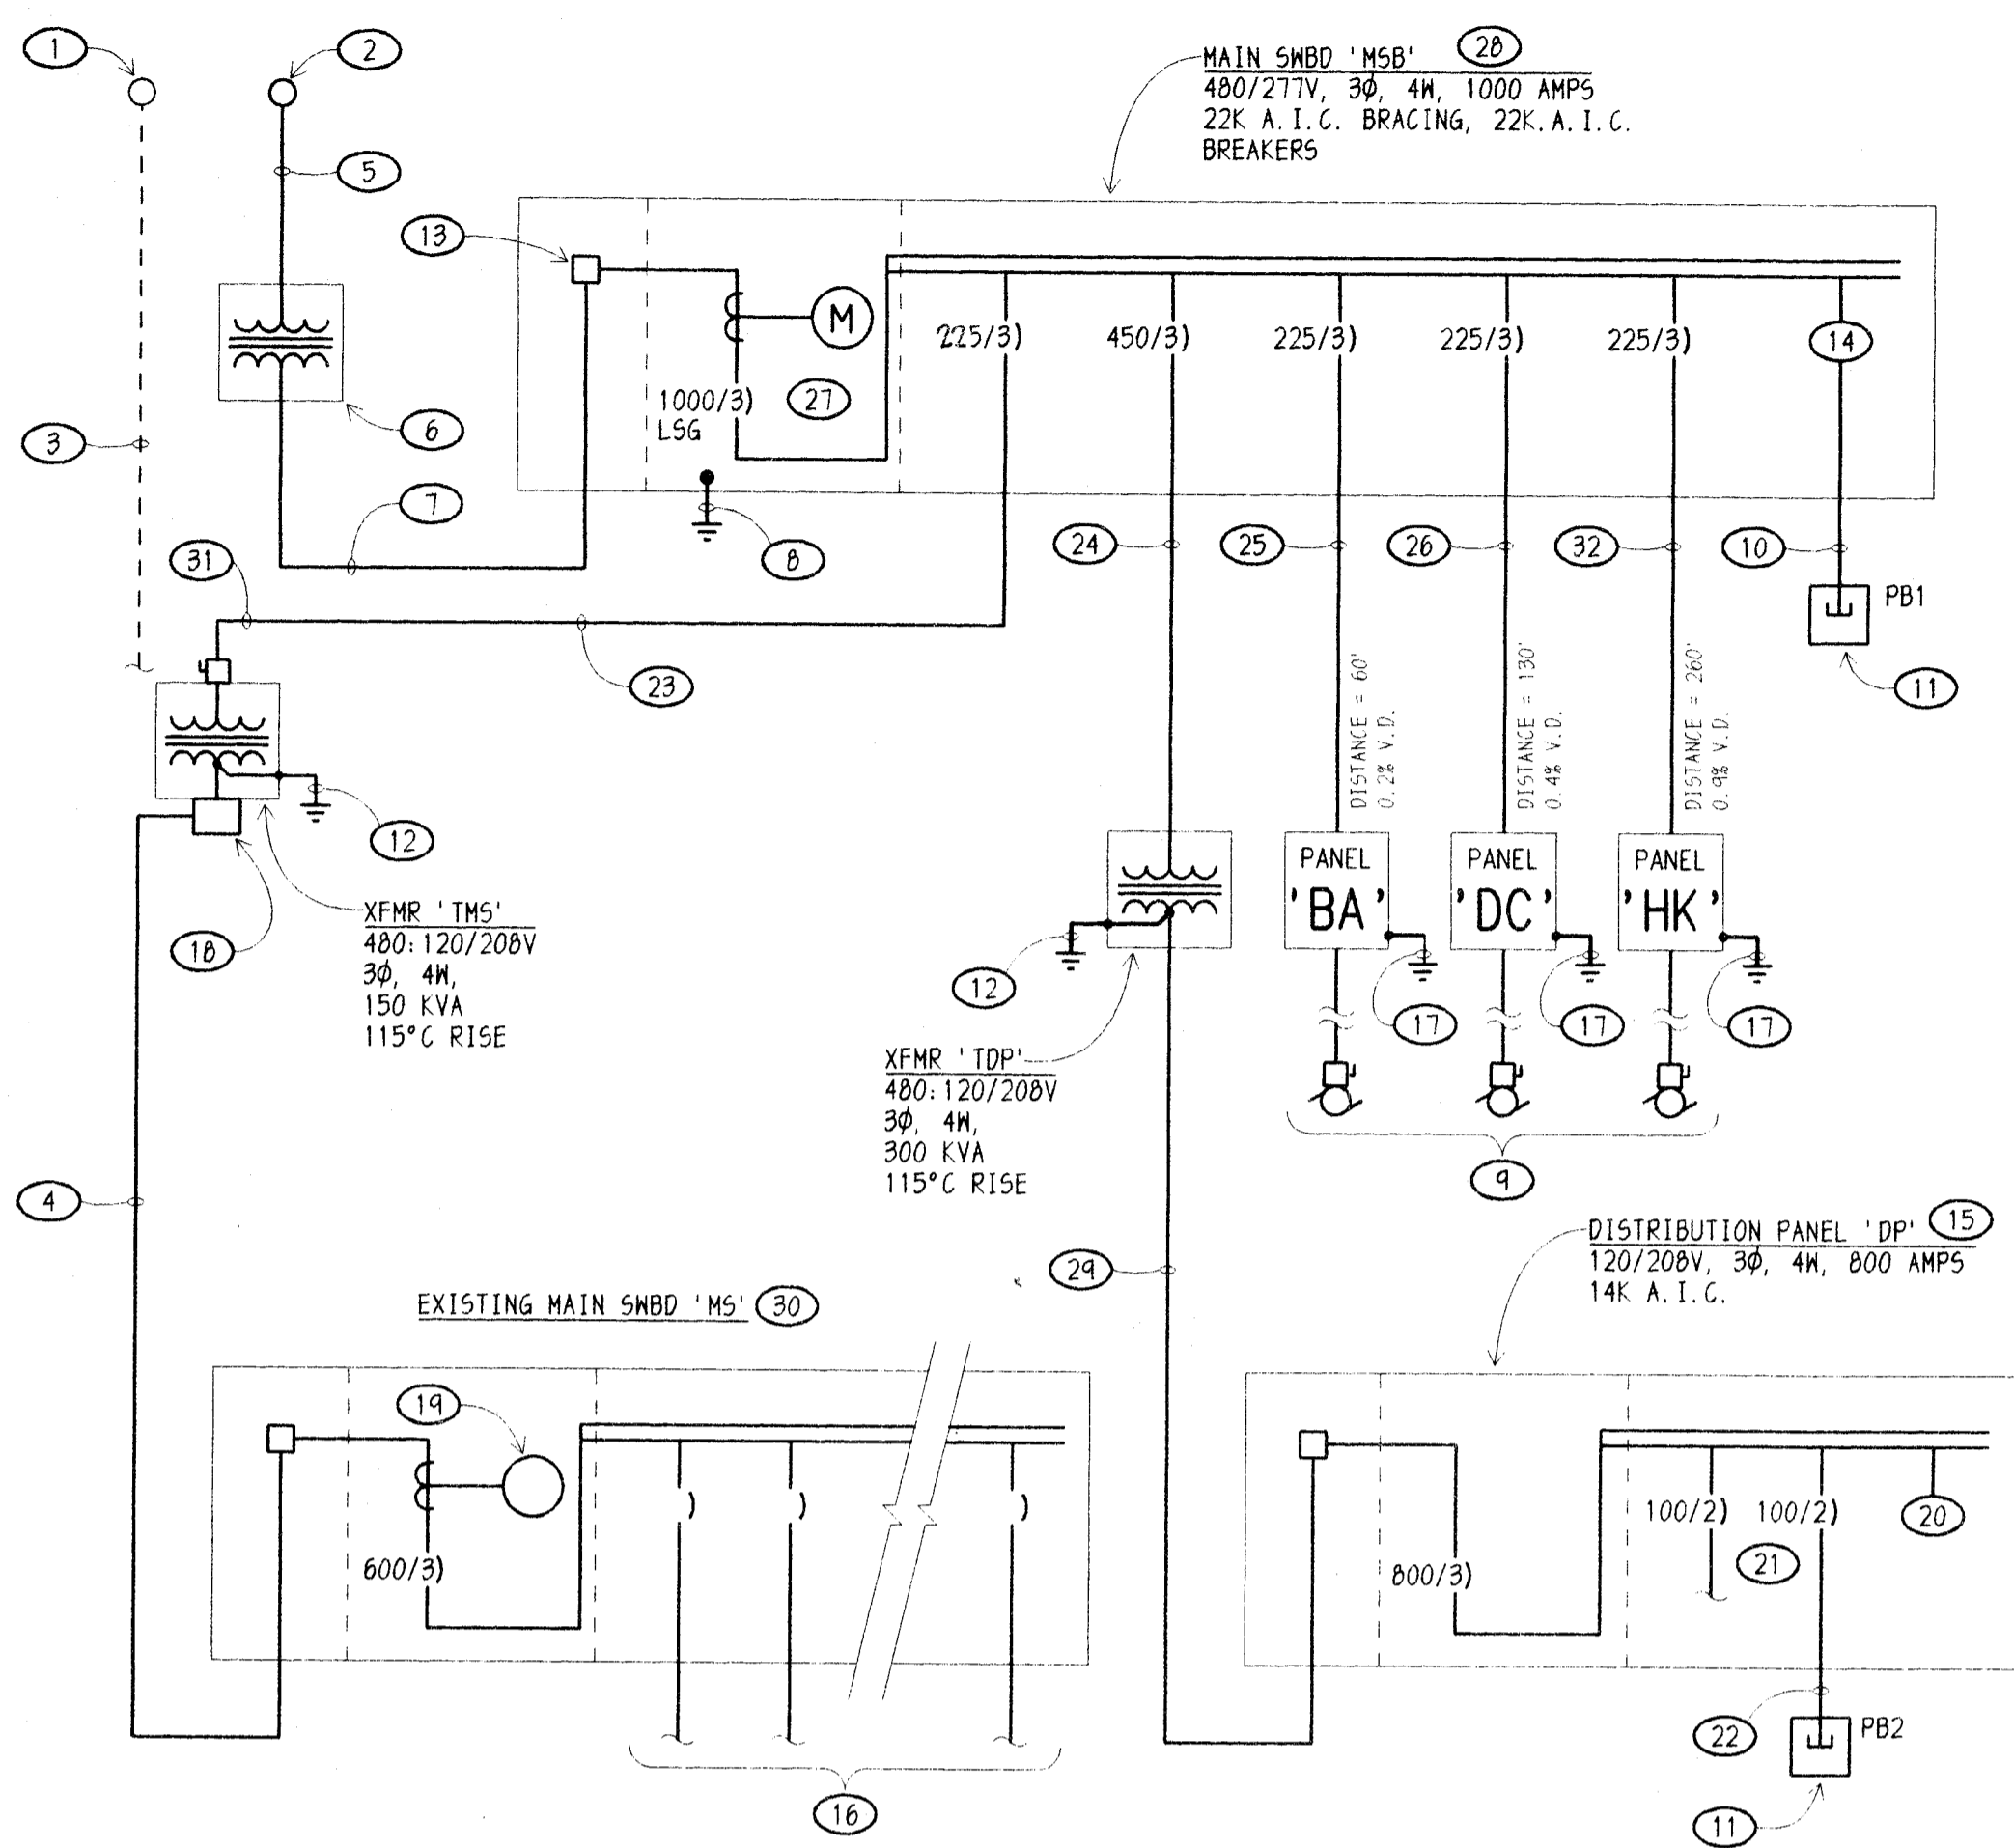 1
2
MAIN SWBD 'MSB' 28
480/277V, 3Ø, 4W, 1000 AMPS
22K A.I.C. BRACING, 22K.A.I.C.
BREAKERS
5
13
M
225/3)
450/3)
225/3)
225/3)
225/3)
14
1000/3)
LSG
27
3
6
7
8
31
24
25
26
32
10
PB1
11
23
DISTANCE = 60'
0.2% V.D.
DISTANCE = 130'
0.4% V.D.
DISTANCE = 260'
0.9% V.D.
12
18
XFMR 'TMS'
480:120/208V
3Ø, 4W,
150 KVA
115°C RISE
PANEL
'BA'
PANEL
'DC'
PANEL
'HK'
12
17
17
17
XFMR 'TDP'
480:120/208V
3Ø, 4W,
300 KVA
115°C RISE
9
4
29
DISTRIBUTION PANEL 'DP' 15
120/208V, 3Ø, 4W, 800 AMPS
14K A.I.C.
EXISTING MAIN SWBD 'MS' 30
19
600/3)
)
)
)
800/3)
100/2)
100/2)
20
21
22
PB2
16
11